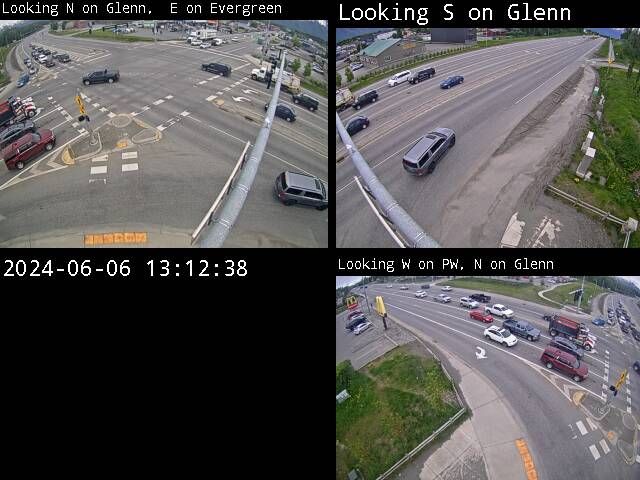 Looking N on Glenn, E on Evergreen
Looking S on Glenn
2024-06-06 13:12:38
Looking W on PW, N on Glenn